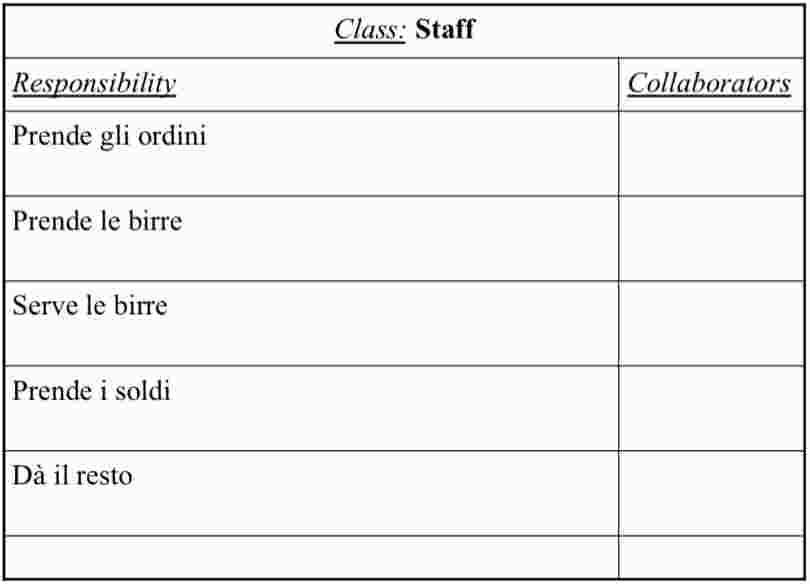 Class: Staff
Responsibility Collaborators
Prende gli ordini
Prende le birre
Serve le birre
Prende i soldi
Dà il resto